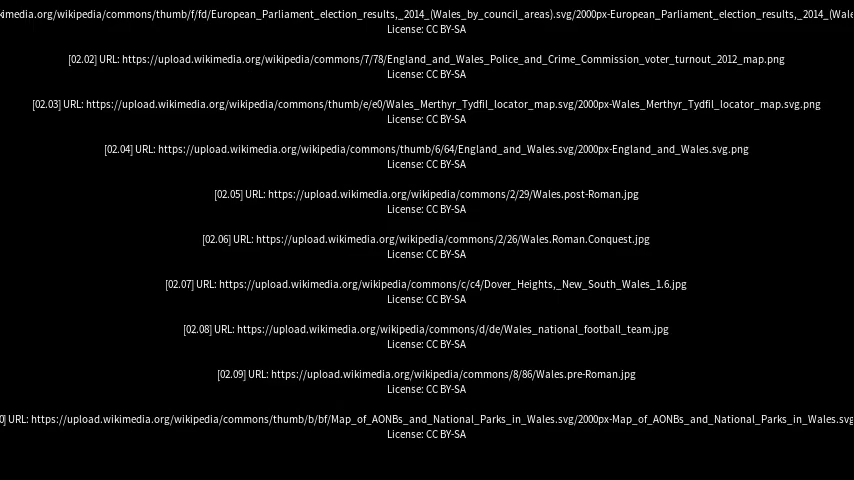 kimedia.org/wikipedia/commons/thumb/f/fd/European_Parliament_election_results,_2014_(Wales_by_council_areas).svg/2000px-European_Parliament_election_results,_2014_(Wale
License: CC BY-SA
[02.02] URL: https://upload.wikimedia.org/wikipedia/commons/7/78/England_and_Wales_Police_and_Crime_Commission_voter_turnout_2012_map.png
License: CC BY-SA
[02.03] URL: https://upload.wikimedia.org/wikipedia/commons/thumb/e/e0/Wales_Merthyr_Tydfil_locator_map.svg/2000px-Wales_Merthyr_Tydfil_locator_map.svg.png
License: CC BY-SA
[02.04] URL: https://upload.wikimedia.org/wikipedia/commons/thumb/6/64/England_and_Wales.svg/2000px-England_and_Wales.svg.png
License: CC BY-SA
[02.05] URL: https://upload.wikimedia.org/wikipedia/commons/2/29/Wales.post-Roman.jpg
License: CC BY-SA
[02.06] URL: https://upload.wikimedia.org/wikipedia/commons/2/26/Wales.Roman.Conquest.jpg
License: CC BY-SA
[02.07] URL: https://upload.wikimedia.org/wikipedia/commons/c/c4/Dover_Heights,_New_South_Wales_1.6.jpg
License: CC BY-SA
[02.08] URL: https://upload.wikimedia.org/wikipedia/commons/d/de/Wales_national_football_team.jpg
License: CC BY-SA
[02.09] URL: https://upload.wikimedia.org/wikipedia/commons/8/86/Wales.pre-Roman.jpg
License: CC BY-SA
0] URL: https://upload.wikimedia.org/wikipedia/commons/thumb/b/bf/Map_of_AONBs_and_National_Parks_in_Wales.svg/2000px-Map_of_AONBs_and_National_Parks_in_Wales.svg
License: CC BY-SA